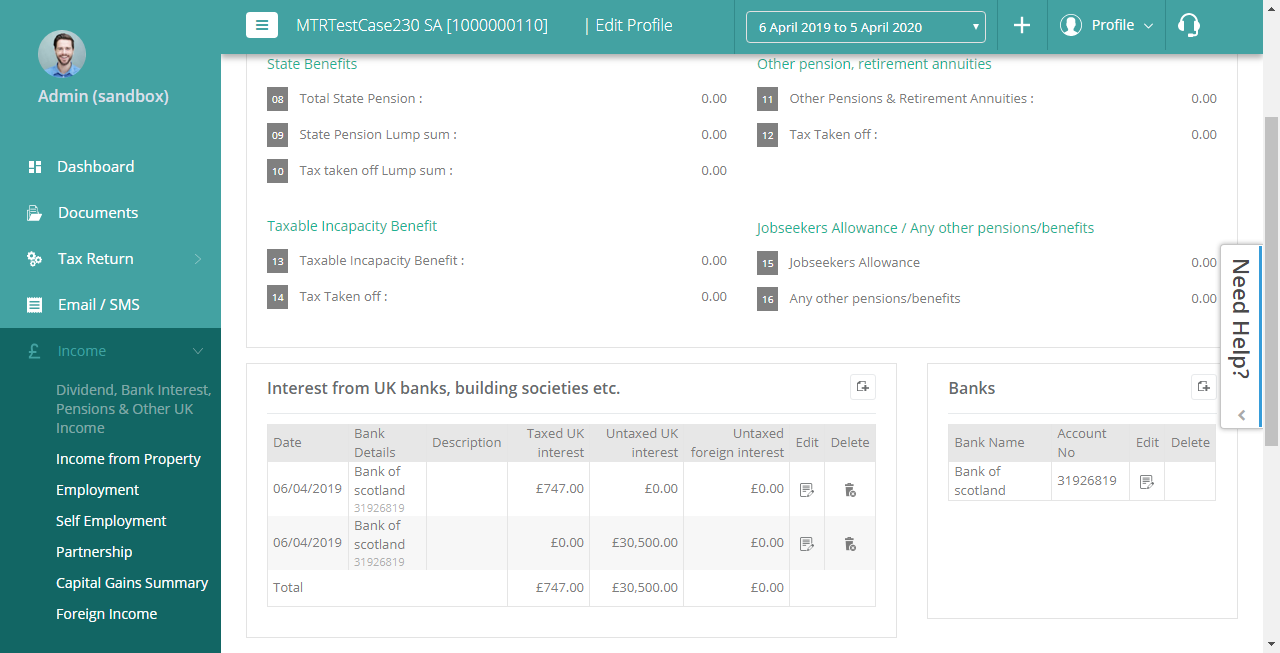 MTRTestCase230 SA [1000000110]
| Edit Profile
6 April 2019 to 5 April 2020
Profile
Admin (sandbox)
Dashboard
Documents
Tax Return
Email / SMS
£ Income
Dividend, Bank Interest,
Pensions & Other UK
Income
Income from Property
Employment
Self Employment
Partnership
Capital Gains Summary
Foreign Income
State Benefits
08 Total State Pension : 0.00
09 State Pension Lump sum : 0.00
10 Tax taken off Lump sum : 0.00
Other pension, retirement annuities
11 Other Pensions & Retirement Annuities : 0.00
12 Tax Taken off : 0.00
Taxable Incapacity Benefit
13 Taxable Incapacity Benefit : 0.00
14 Tax Taken off : 0.00
Jobseekers Allowance / Any other pensions/benefits
15 Jobseekers Allowance 0.00
16 Any other pensions/benefits 0.00
Need Help?
Interest from UK banks, building societies etc.
Date Bank Details Description Taxed UK interest Untaxed UK interest Untaxed foreign interest Edit Delete
06/04/2019 Bank of scotland 31926819 £747.00 £0.00 £0.00
06/04/2019 Bank of scotland 31926819 £0.00 £30,500.00 £0.00
Total £747.00 £30,500.00 £0.00
Banks
Bank Name Account No Edit Delete
Bank of scotland 31926819